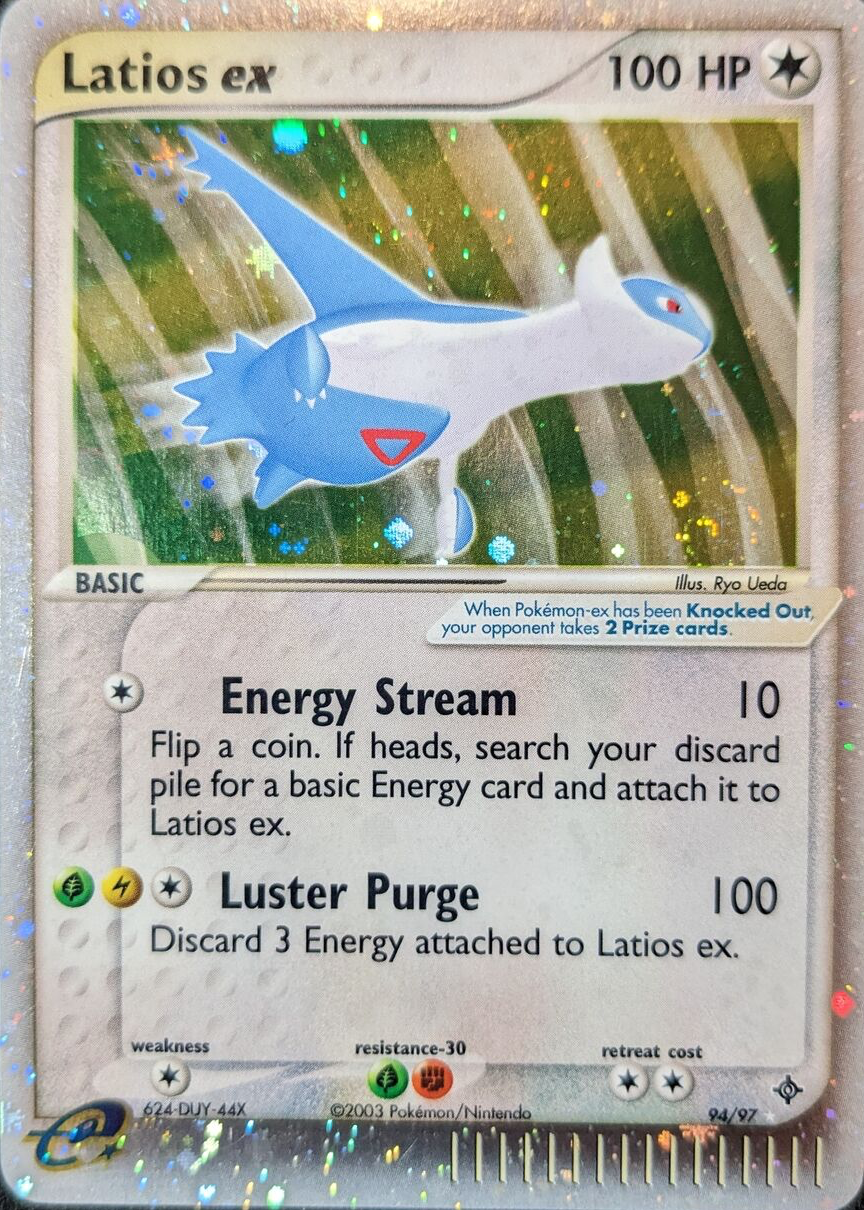 Latios ex 100 HP
BASIC
Illus. Ryo Ueda
When Pokémon-ex has been Knocked Out,
your opponent takes 2 Prize cards.
Energy Stream 10
Flip a coin. If heads, search your discard
pile for a basic Energy card and attach it to
Latios ex.
Luster Purge 100
Discard 3 Energy attached to Latios ex.
weakness resistance-30 retreat cost
624-DUY-44X ©2003 Pokémon/Nintendo 94/97
e